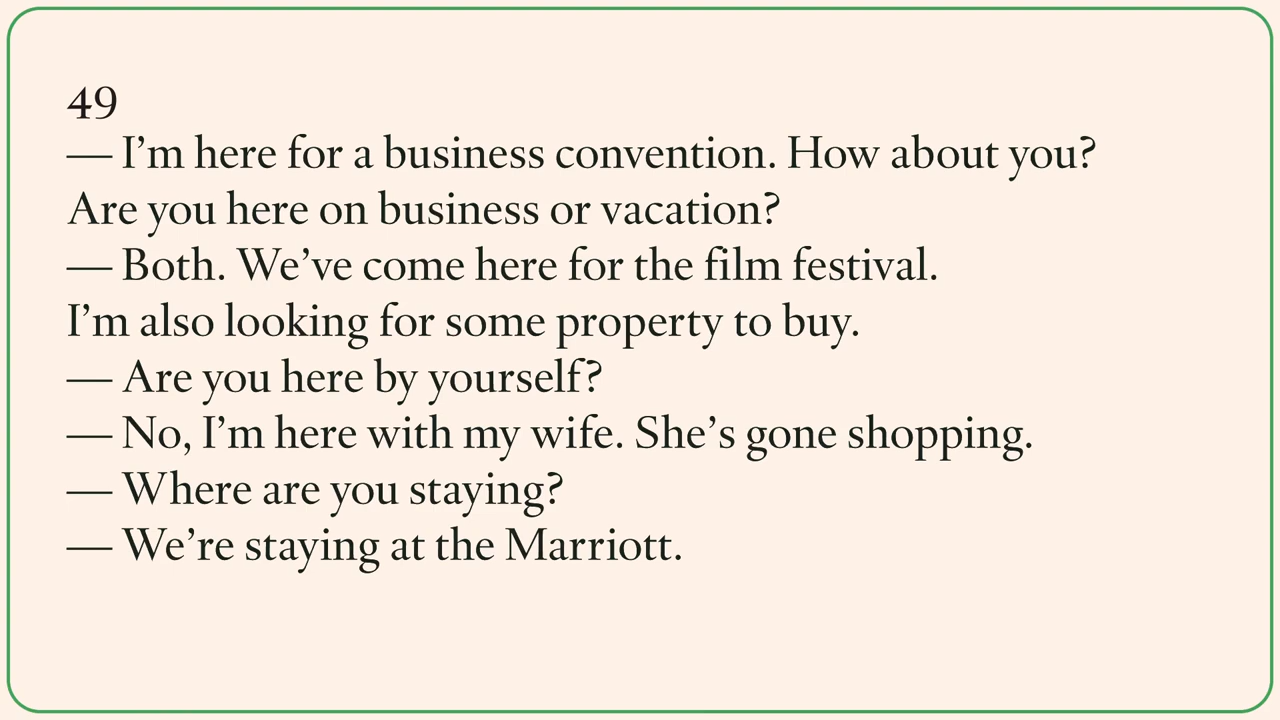 49
— I’m here for a business convention. How about you?
Are you here on business or vacation?
— Both. We’ve come here for the film festival.
I’m also looking for some property to buy.
— Are you here by yourself?
— No, I’m here with my wife. She’s gone shopping.
— Where are you staying?
— We’re staying at the Marriott.